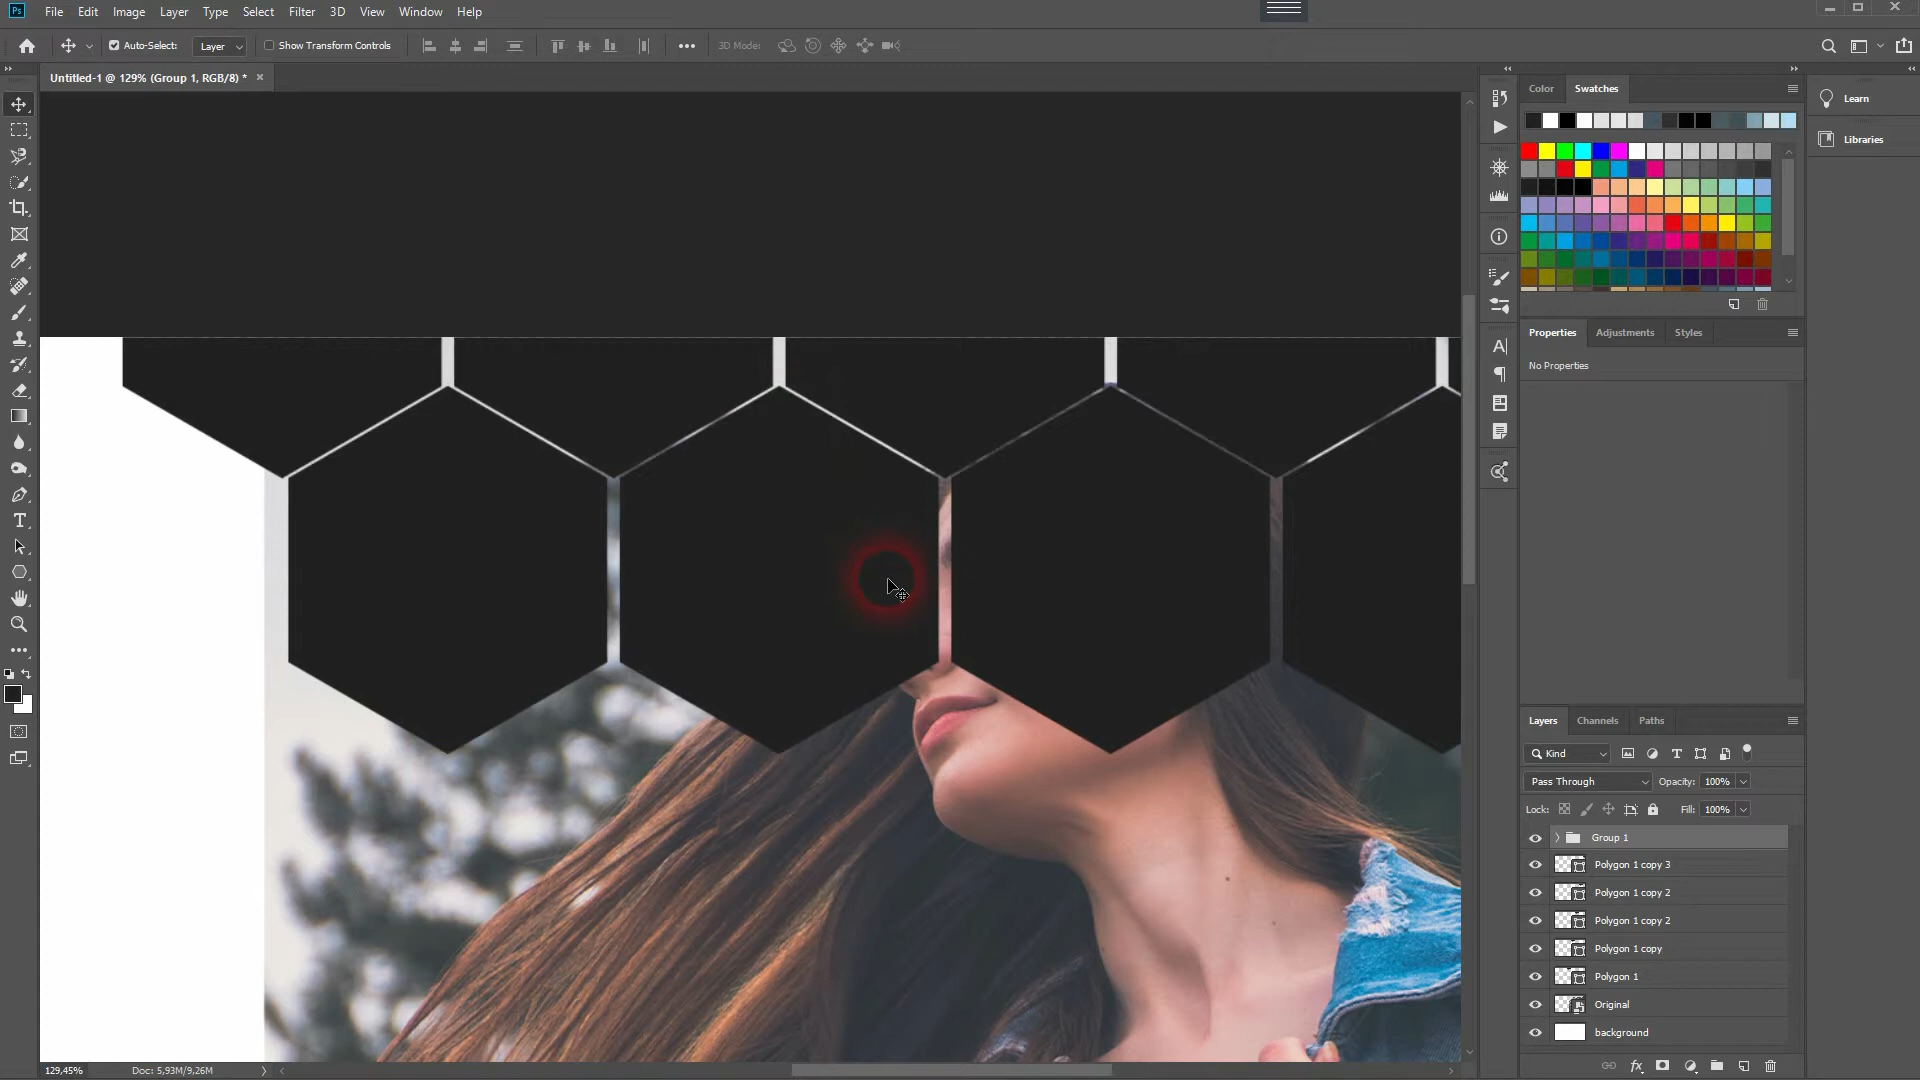 Ps File Edit Image Layer Type Select Filter 3D View Window Help
Auto-Select: Layer Show Transform Controls 3D Mode:
Untitled-1 @ 129% (Group 1, RGB/8) * ×
Color Swatches
Learn
Libraries
Properties Adjustments Styles
No Properties
Layers Channels Paths
Kind
Pass Through Opacity: 100%
Lock: Fill: 100%
Group 1
Polygon 1 copy 3
Polygon 1 copy 2
Polygon 1 copy 2
Polygon 1 copy
Polygon 1
Original
background
129,45% Doc: 5,93M/9,26M